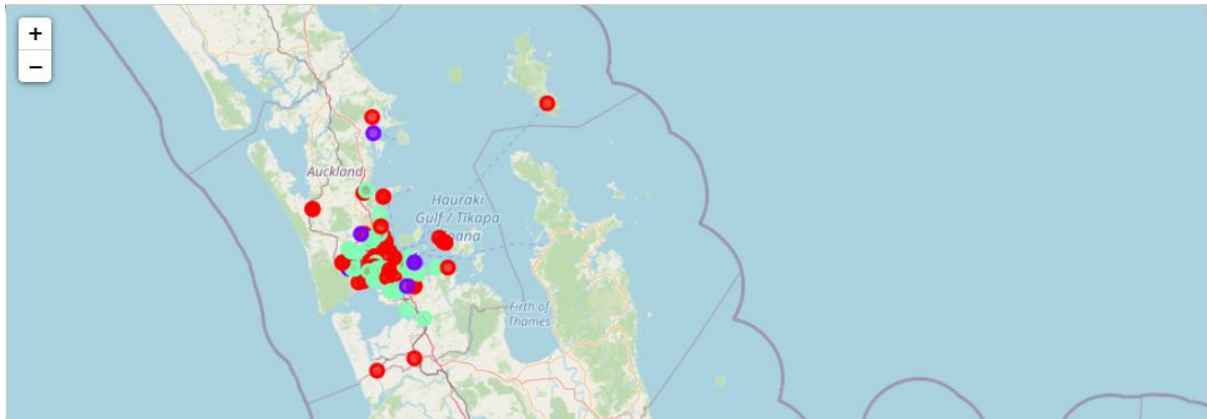 +
−
Auckland
Hauraki
Gulf / Tīkapa
Moana
Firth of
Thames